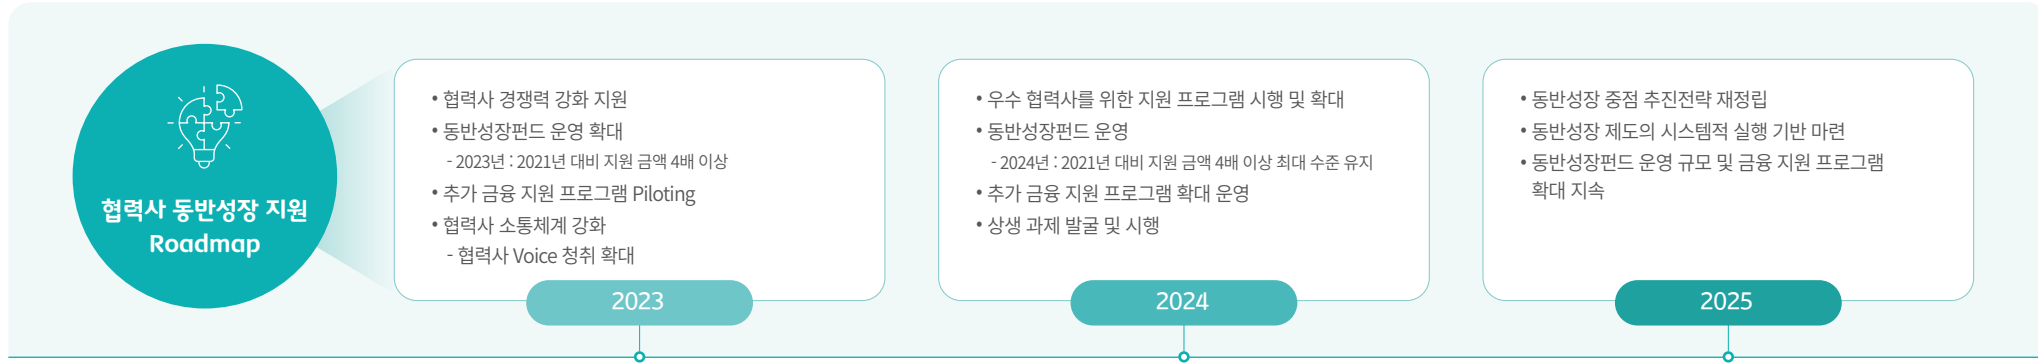 협력사 동반성장 지원
Roadmap
• 협력사 경쟁력 강화 지원
• 동반성장펀드 운영 확대
- 2023년 : 2021년 대비 지원 금액 4배 이상
• 추가 금융 지원 프로그램 Piloting
• 협력사 소통체계 강화
- 협력사 Voice 청취 확대
2023
• 우수 협력사를 위한 지원 프로그램 시행 및 확대
• 동반성장펀드 운영
- 2024년 : 2021년 대비 지원 금액 4배 이상 최대 수준 유지
• 추가 금융 지원 프로그램 확대 운영
• 상생 과제 발굴 및 시행
2024
• 동반성장 중점 추진전략 재정립
• 동반성장 제도의 시스템적 실행 기반 마련
• 동반성장펀드 운영 규모 및 금융 지원 프로그램
확대 지속
2025